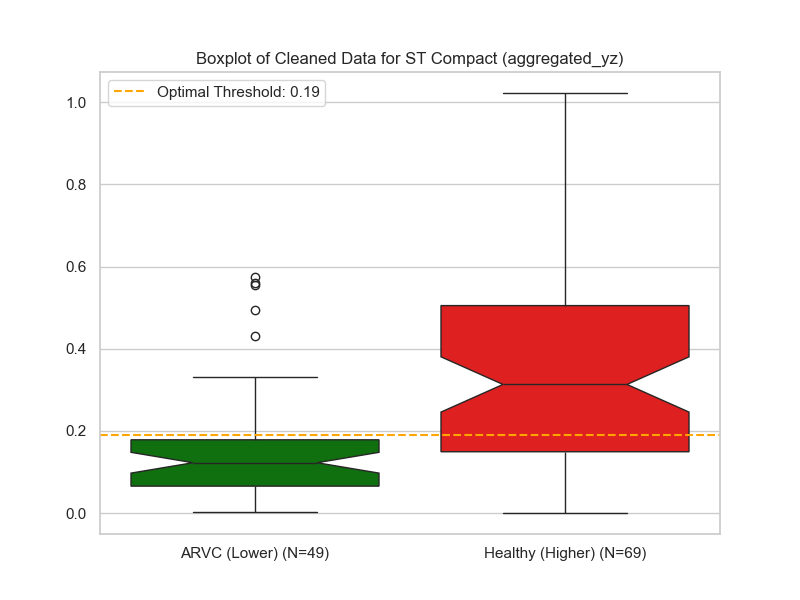 Boxplot of Cleaned Data for ST Compact (aggregated_yz)
Optimal Threshold: 0.19
1.0
0.8
0.6
0.4
0.2
0.0
ARVC (Lower) (N=49)
Healthy (Higher) (N=69)